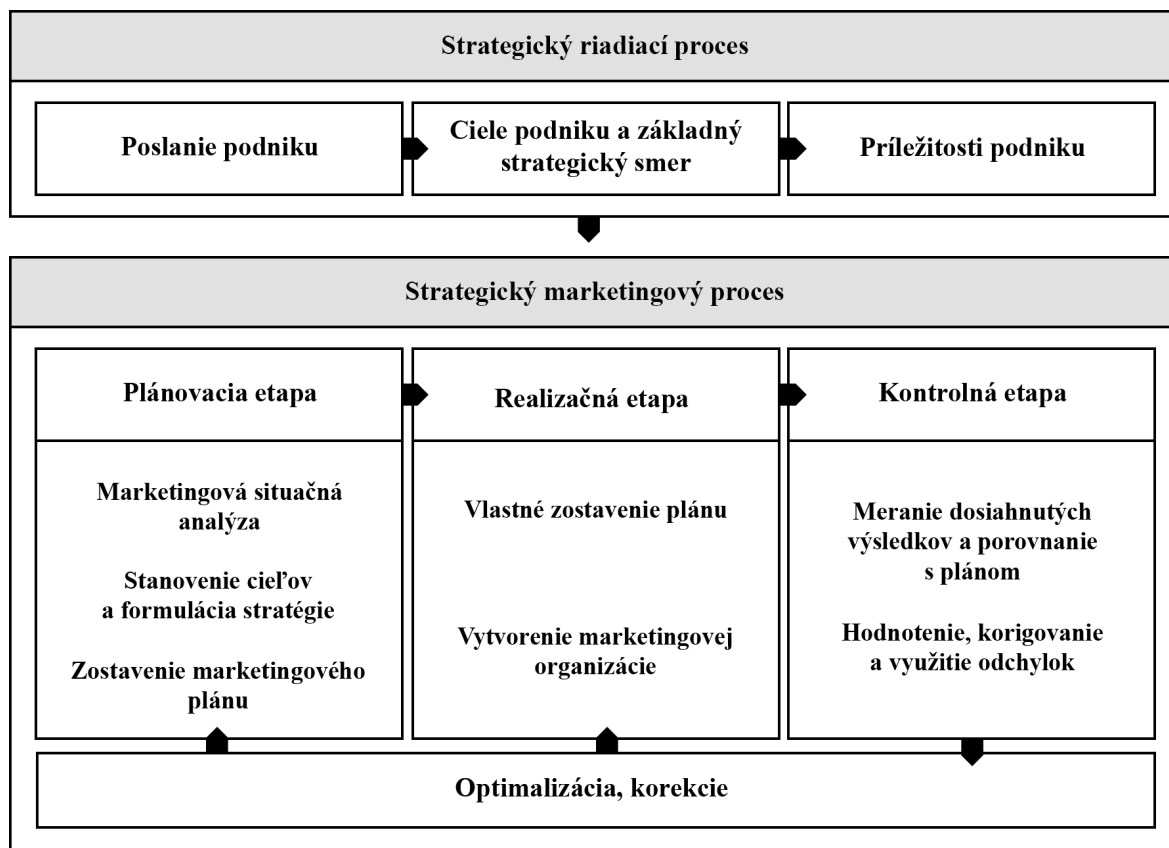 Strategický riadiaci proces
Poslanie podniku
Ciele podniku a základný
strategický smer
Príležitosti podniku
Strategický marketingový proces
Plánovacia etapa
Realizačná etapa
Kontrolná etapa
Marketingová situačná
analýza
Stanovenie cieľov
a formulácia stratégie
Zostavenie marketingového
plánu
Vlastné zostavenie plánu
Vytvorenie marketingovej
organizácie
Meranie dosiahnutých
výsledkov a porovnanie
s plánom
Hodnotenie, korigovanie
a využitie odchylok
Optimalizácia, korekcie